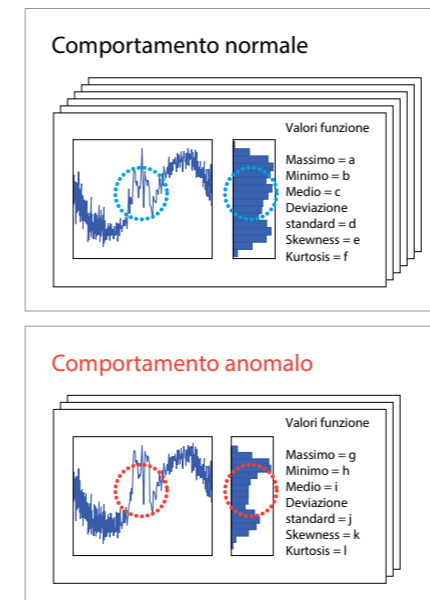 Comportamento normale
Valori funzione
Massimo = a
Minimo = b
Medio = c
Deviazione
standard = d
Skewness = e
Kurtosis = f
Comportamento anomalo
Valori funzione
Massimo = g
Minimo = h
Medio = i
Deviazione
standard = j
Skewness = k
Kurtosis = l